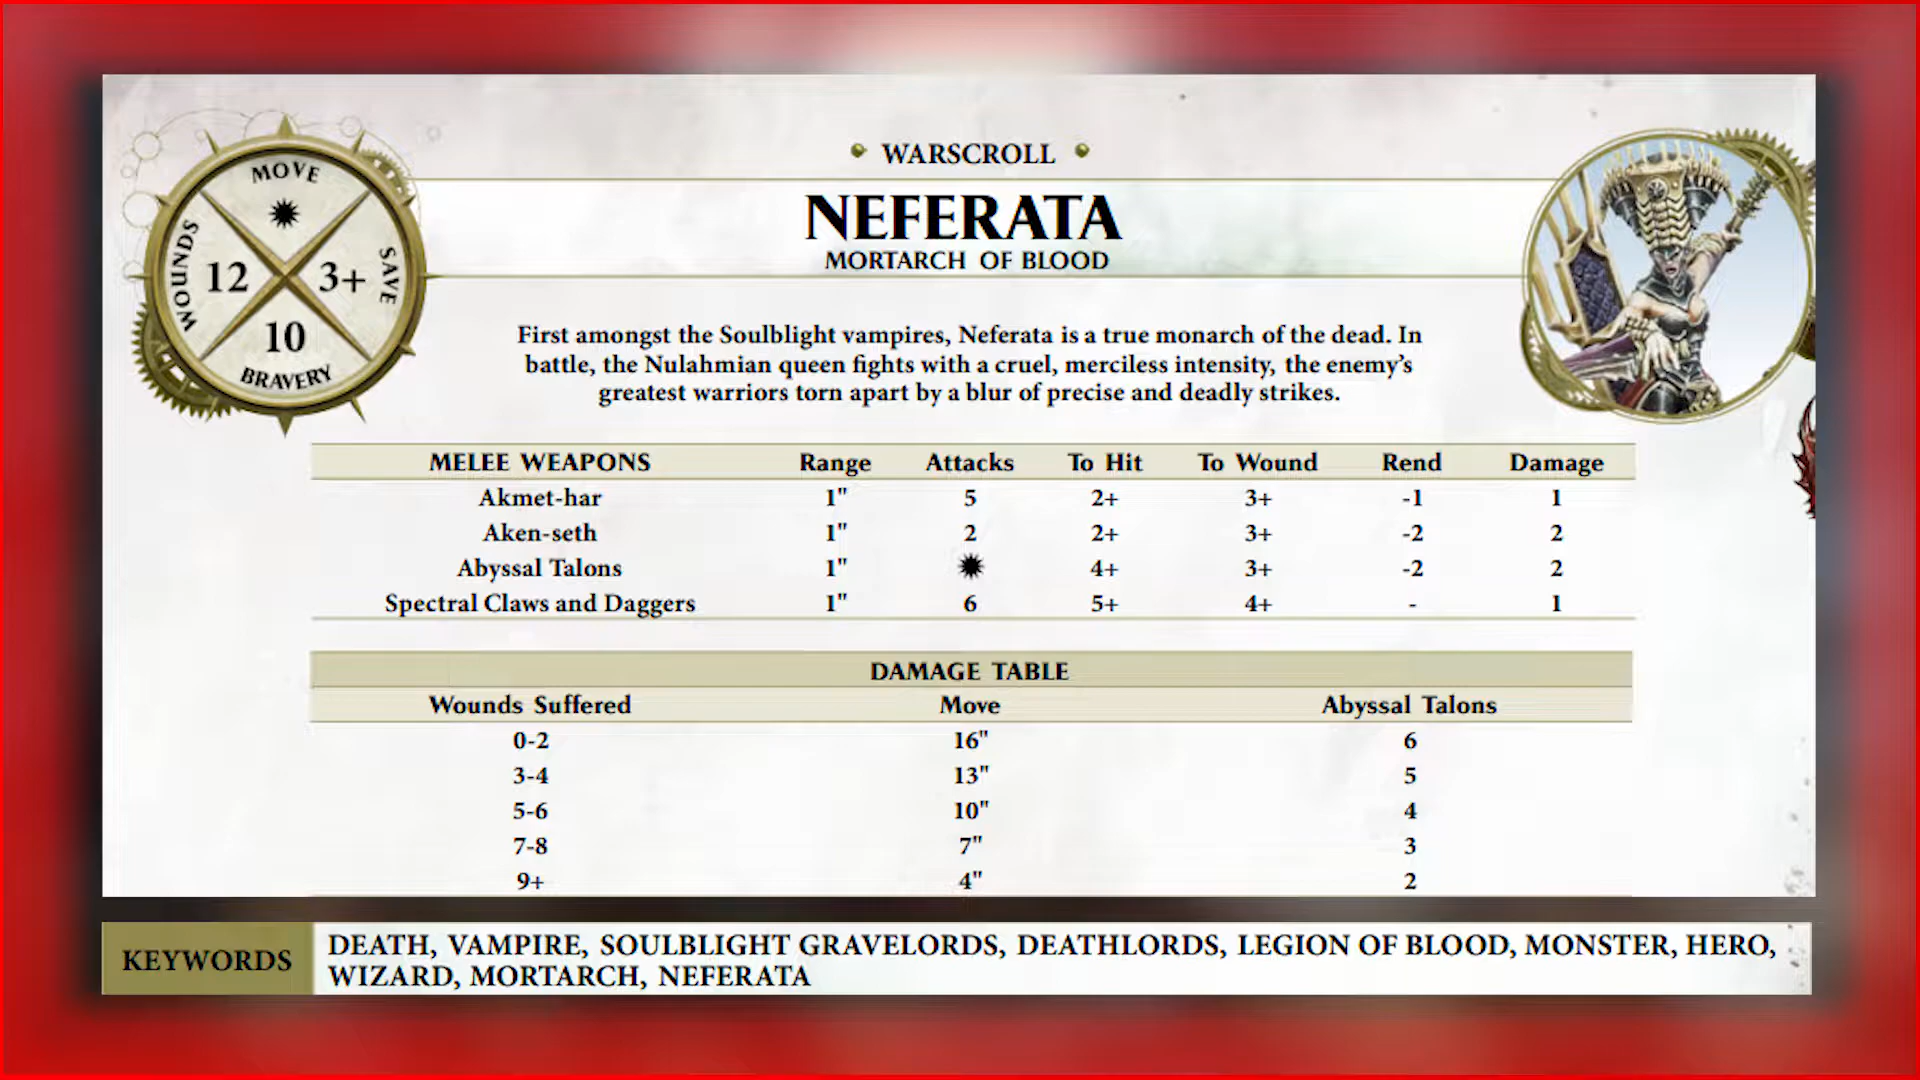 WARSCROLL
NEFERATA
MORTARCH OF BLOOD
MOVE
WOUNDS 12 3+ SAVE
10
BRAVERY
First amongst the Soulblight vampires, Neferata is a true monarch of the dead. In
battle, the Nulahmian queen fights with a cruel, merciless intensity, the enemy's
greatest warriors torn apart by a blur of precise and deadly strikes.
MELEE WEAPONS Range Attacks To Hit To Wound Rend Damage
Akmet-har 1" 5 2+ 3+ -1 1
Aken-seth 1" 2 2+ 3+ -2 2
Abyssal Talons 1" ✹ 4+ 3+ -2 2
Spectral Claws and Daggers 1" 6 5+ 4+ - 1
DAMAGE TABLE
Wounds Suffered Move Abyssal Talons
0-2 16" 6
3-4 13" 5
5-6 10" 4
7-8 7" 3
9+ 4" 2
KEYWORDS
DEATH, VAMPIRE, SOULBLIGHT GRAVELORDS, DEATHLORDS, LEGION OF BLOOD, MONSTER, HERO,
WIZARD, MORTARCH, NEFERATA